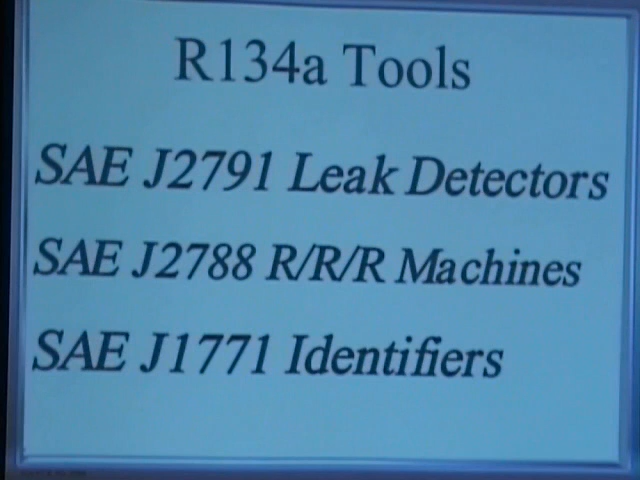 R134a Tools
SAE J2791 Leak Detectors
SAE J2788 R/R/R Machines
SAE J1771 Identifiers